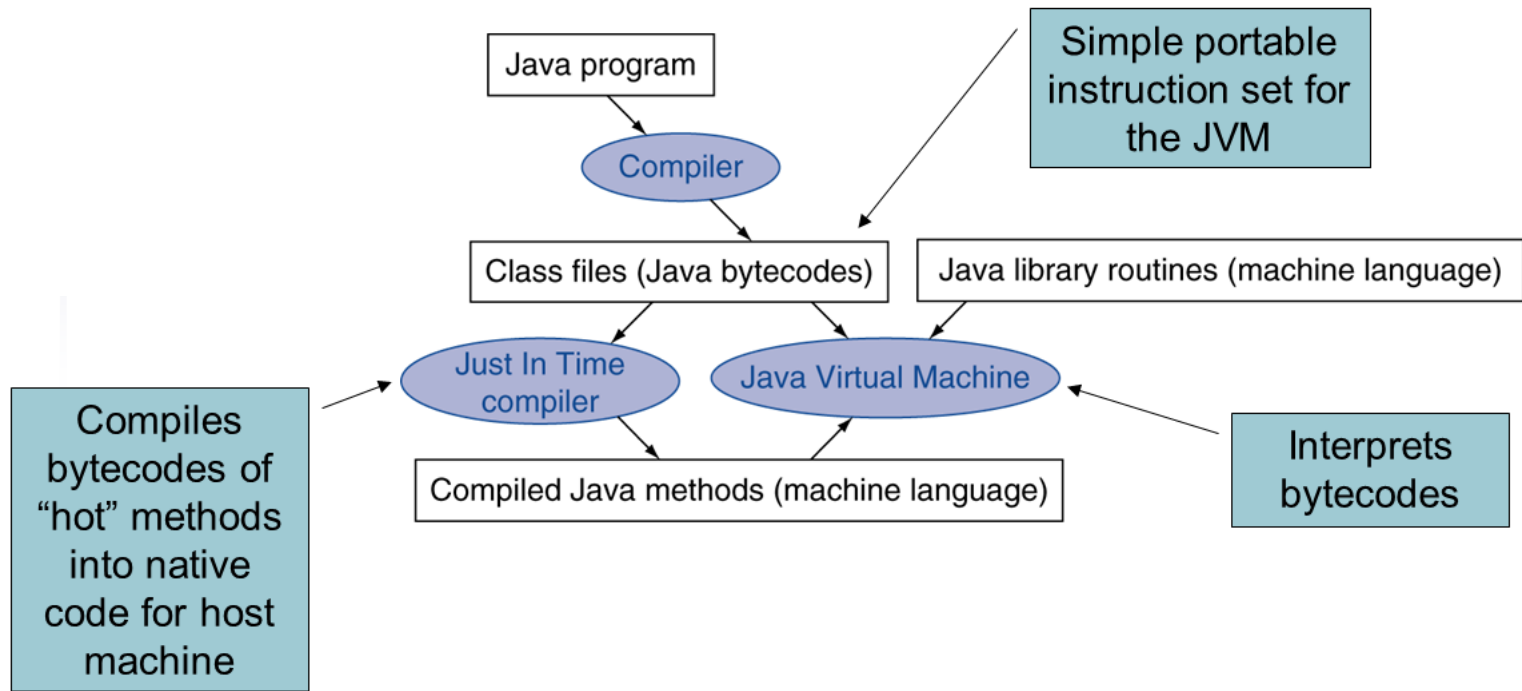 Java program
Simple portable
instruction set for
the JVM
Compiler
Class files (Java bytecodes)
Java library routines (machine language)
Just In Time
compiler
Java Virtual Machine
Compiles
bytecodes of
“hot” methods
into native
code for host
machine
Compiled Java methods (machine language)
Interprets
bytecodes